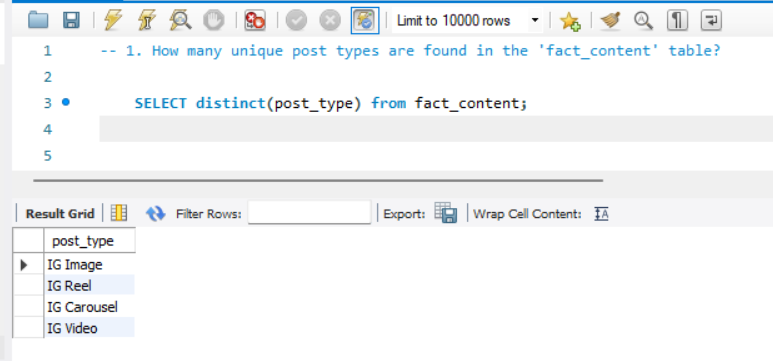 Limit to 10000 rows
1 -- 1. How many unique post types are found in the 'fact_content' table?
2
3 SELECT distinct(post_type) from fact_content;
4
5
Result Grid Filter Rows: Export: Wrap Cell Content: IA
post_type
IG Image
IG Reel
IG Carousel
IG Video